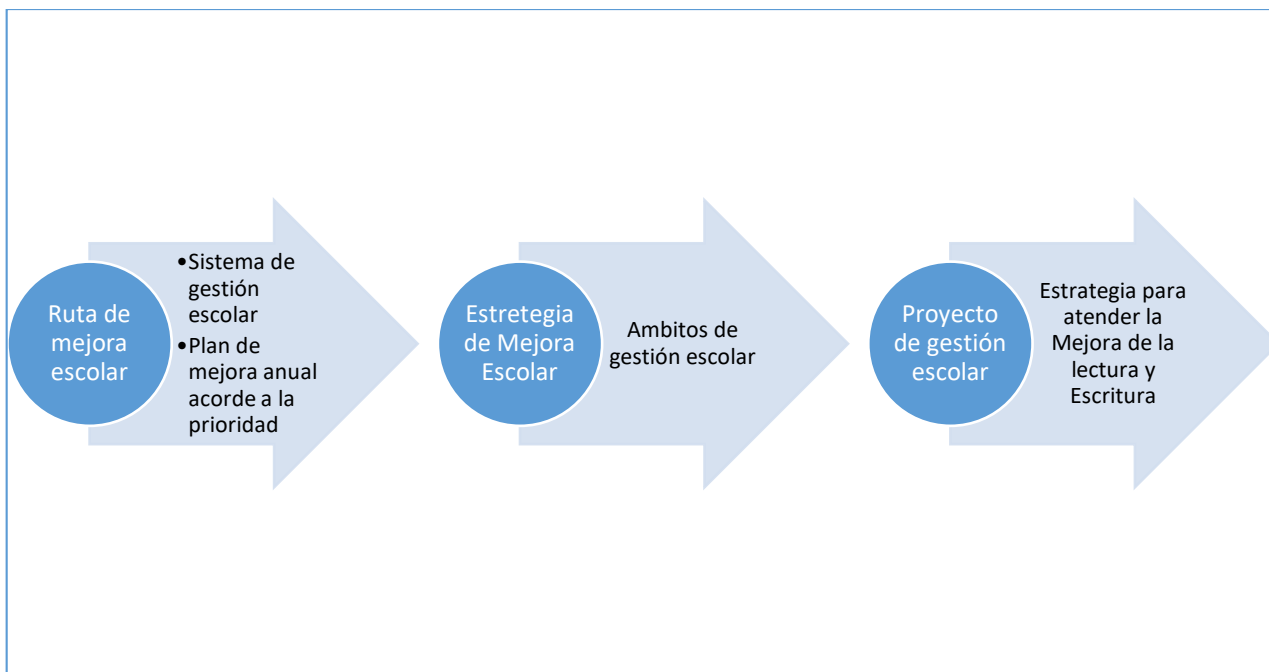 Ruta de
mejora
escolar
•Sistema de
gestión
escolar
•Plan de
mejora anual
acorde a la
prioridad
Estretegia
de Mejora
Escolar
Ambitos de
gestión escolar
Proyecto
de gestión
escolar
Estrategia para
atender la
Mejora de la
lectura y
Escritura